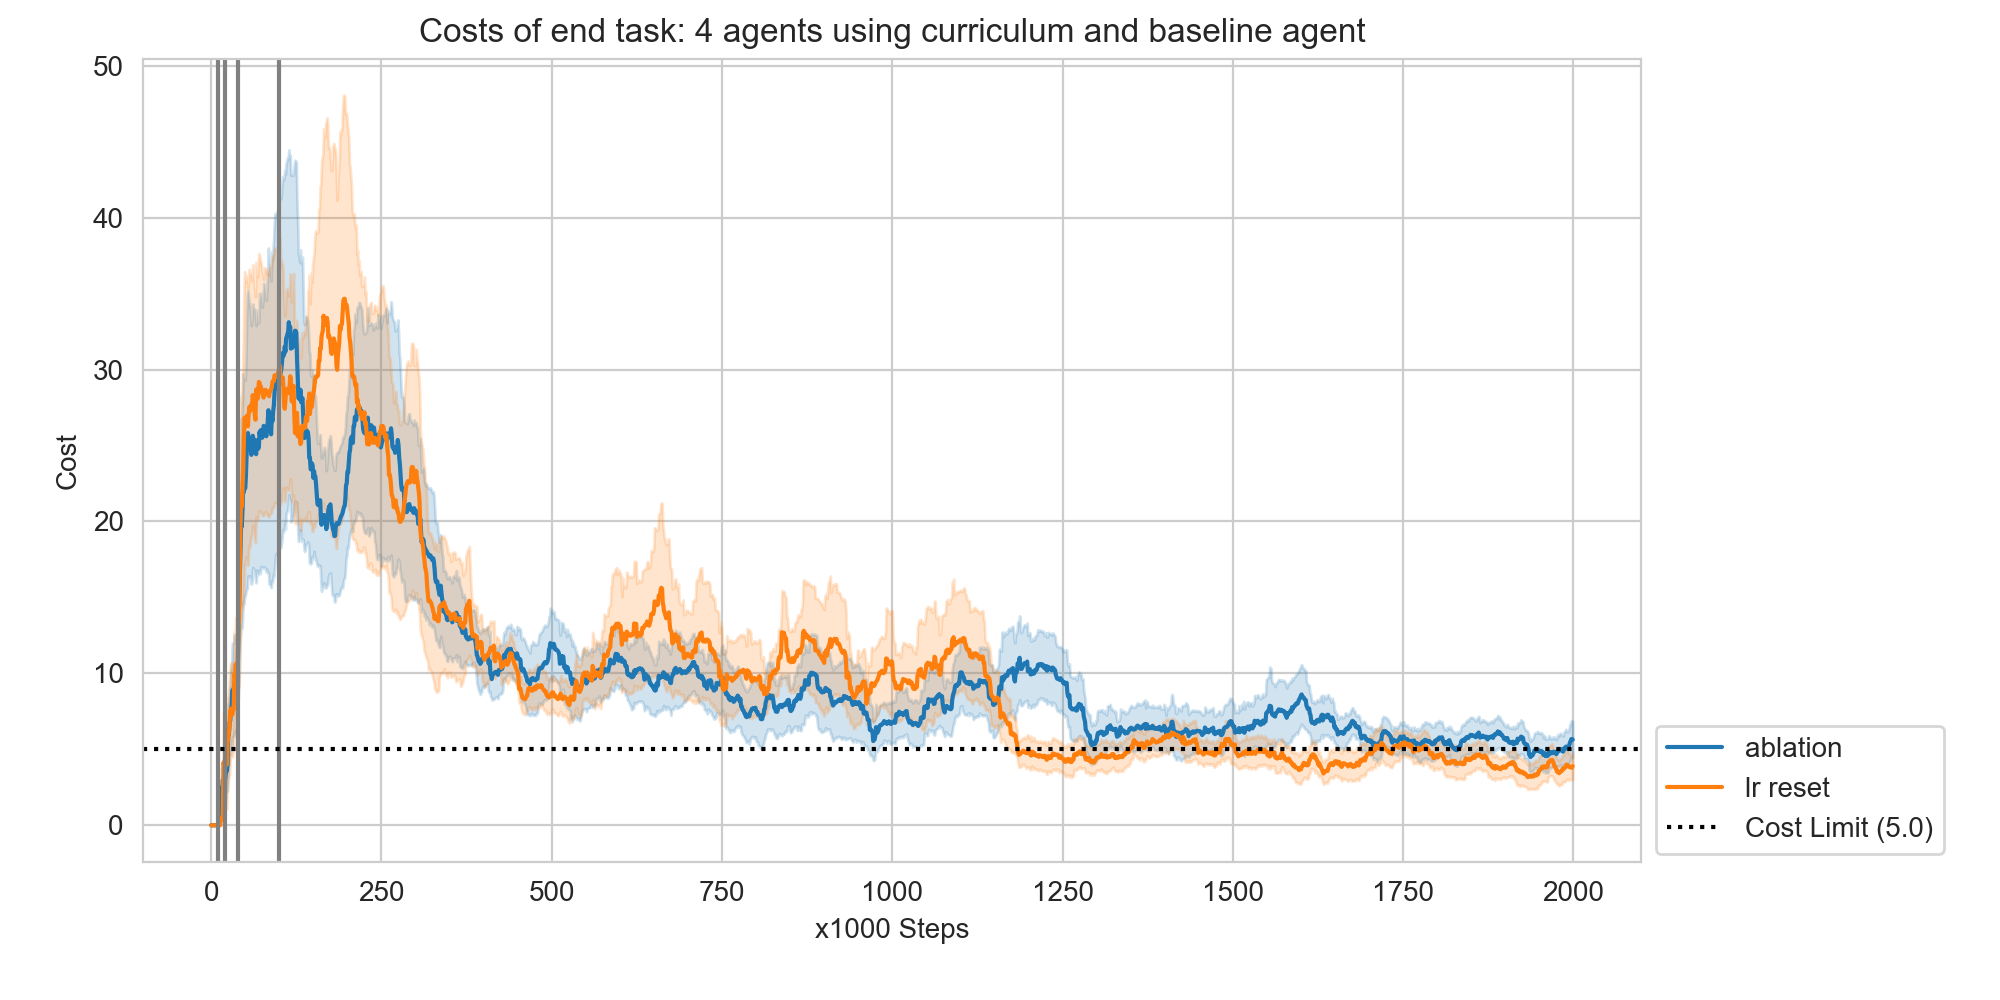 Costs of end task: 4 agents using curriculum and baseline agent
50
40
30
20
10
0
Cost
0 250 500 750 1000 1250 1500 1750 2000
x1000 Steps
ablation
lr reset
Cost Limit (5.0)